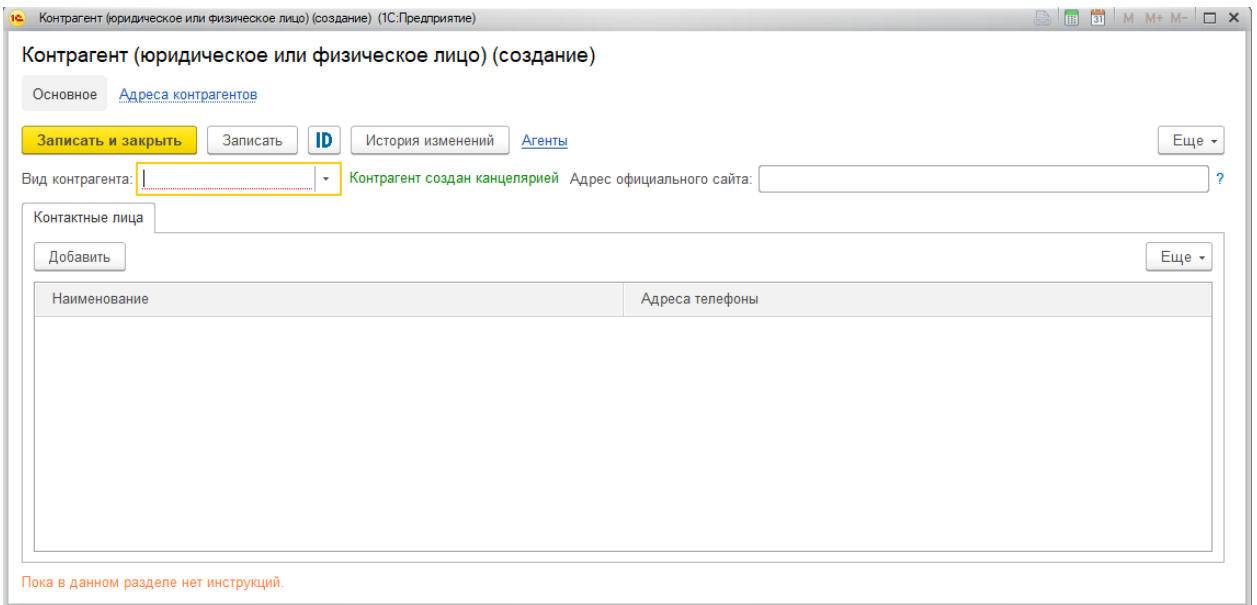 1С Контрагент (юридическое или физическое лицо) (создание) (1С:Предприятие) 31 M M+ M-
Контрагент (юридическое или физическое лицо) (создание)
Основное Адреса контрагентов
Записать и закрыть Записать ID История изменений Агенты Еще
Вид контрагента: Контрагент создан канцелярией Адрес официального сайта: ?
Контактные лица
Добавить Еще
Наименование Адреса телефоны
Пока в данном разделе нет инструкций.